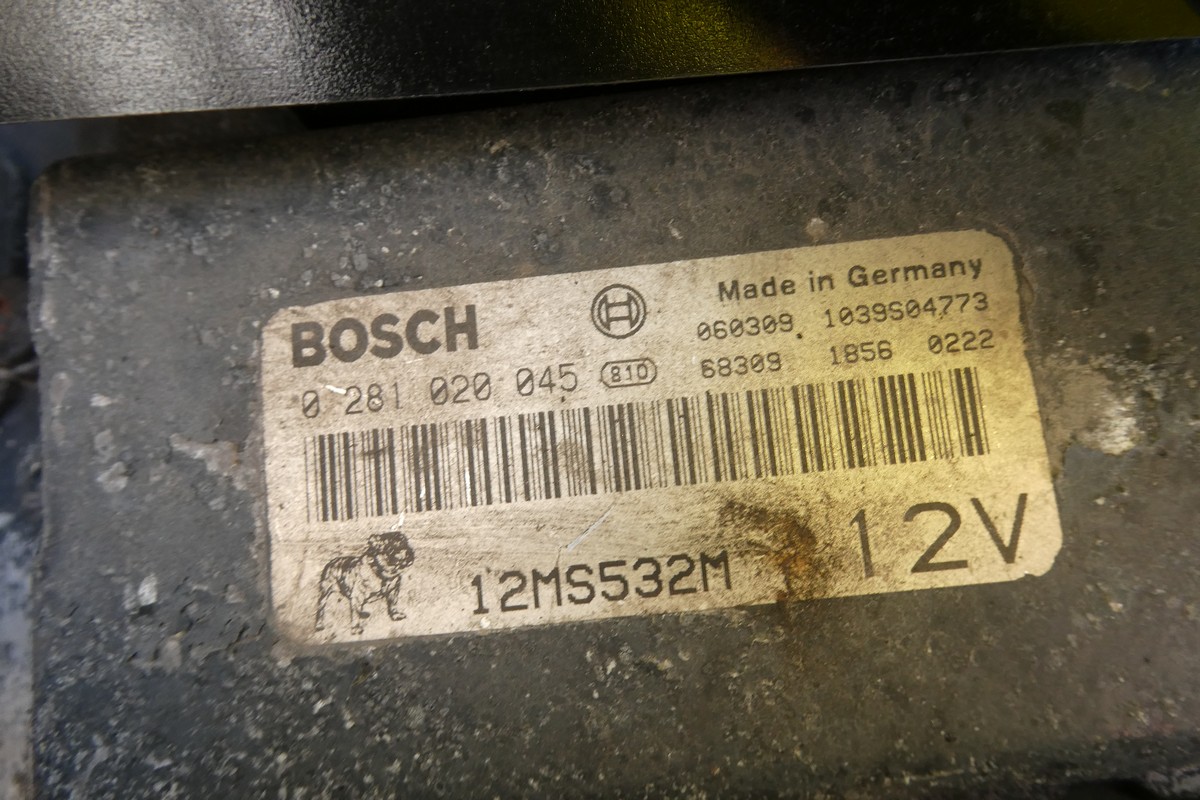 BOSCH
Made in Germany
060309. 1039S04773
0 281 020 045 810 68309 1856 0222
12MS532M
12V